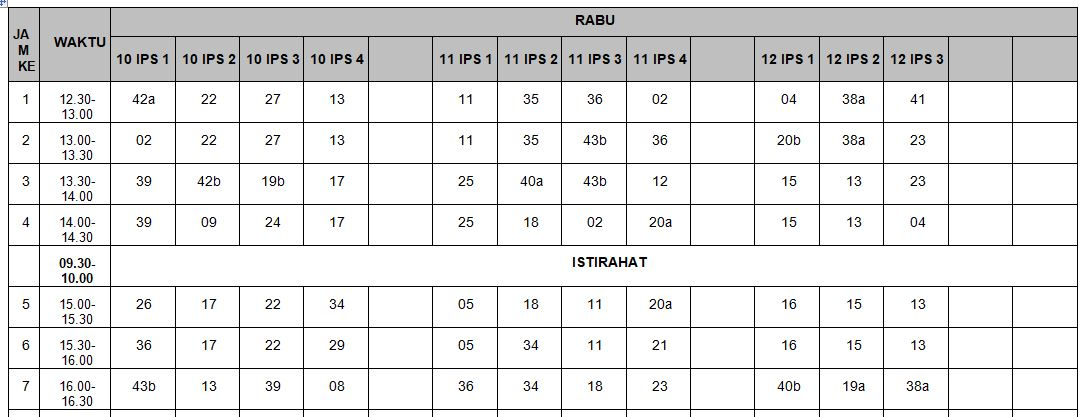 JA M KE WAKTU RABU
10 IPS 1 10 IPS 2 10 IPS 3 10 IPS 4 11 IPS 1 11 IPS 2 11 IPS 3 11 IPS 4 12 IPS 1 12 IPS 2 12 IPS 3
1 12.30-13.00 42a 22 27 13 11 35 36 02 04 38a 41
2 13.00-13.30 02 22 27 13 11 35 43b 36 20b 38a 23
3 13.30-14.00 39 42b 19b 17 25 40a 43b 12 15 13 23
4 14.00-14.30 39 09 24 17 25 18 02 20a 15 13 04
09.30-10.00 ISTIRAHAT
5 15.00-15.30 26 17 22 34 05 18 11 20a 16 15 13
6 15.30-16.00 36 17 22 29 05 34 11 21 16 15 13
7 16.00-16.30 43b 13 39 08 36 34 18 23 40b 19a 38a